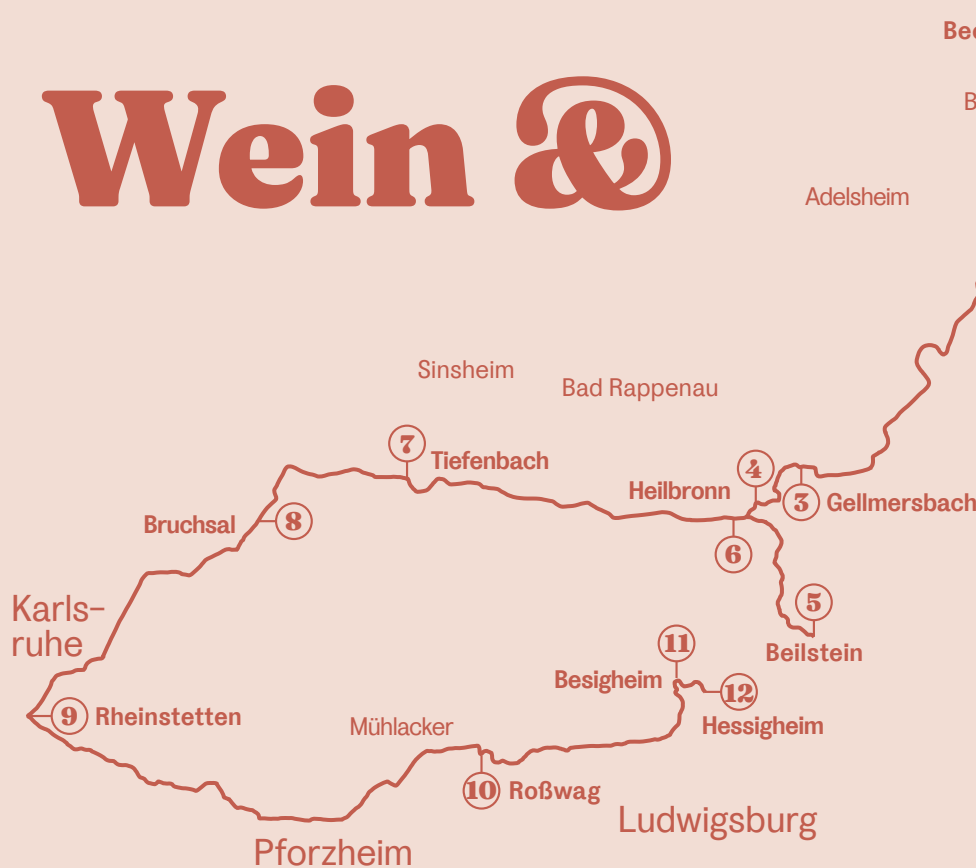 Bee
B
Wein &
Adelsheim
Sinsheim
Bad Rappenau
7
Tiefenbach
4
Heilbronn
3
Gellmersbach
Bruchsal
8
6
5
Beilstein
Karls-
ruhe
11
Besigheim
12
Hessigheim
9
Rheinstetten
Mühlacker
10
Roßwag
Ludwigsburg
Pforzheim